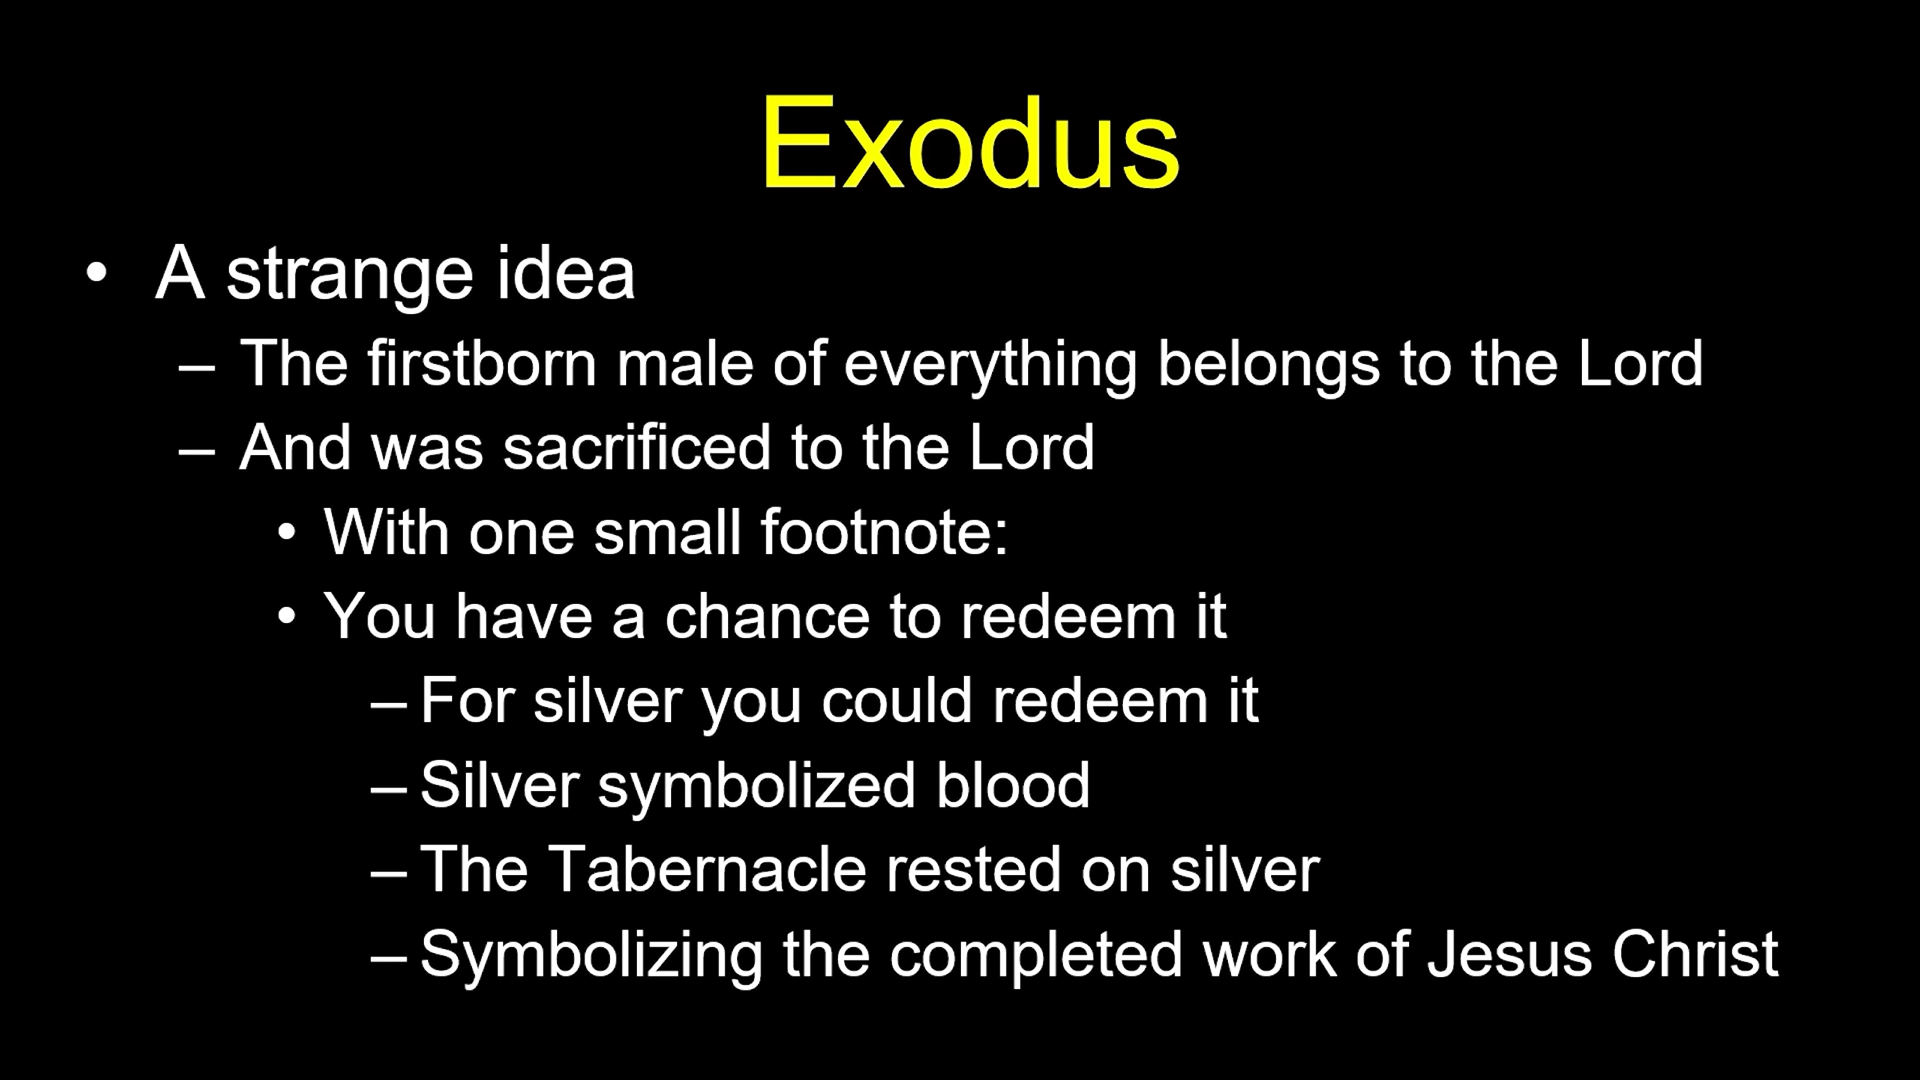 Exodus
• A strange idea
– The firstborn male of everything belongs to the Lord
– And was sacrificed to the Lord
• With one small footnote:
• You have a chance to redeem it
– For silver you could redeem it
– Silver symbolized blood
– The Tabernacle rested on silver
– Symbolizing the completed work of Jesus Christ